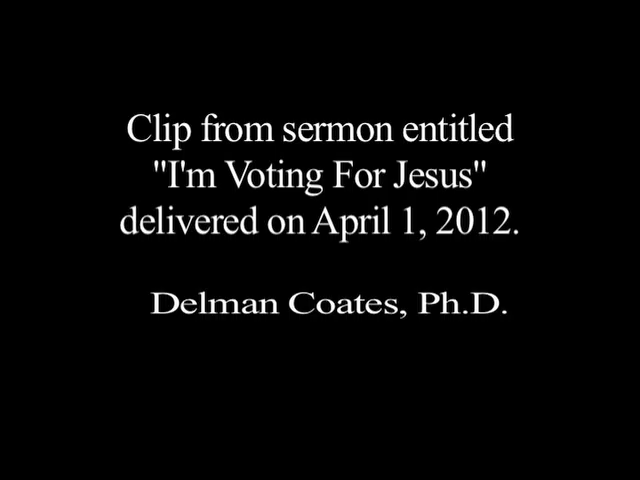 Clip from sermon entitled
"I'm Voting For Jesus"
delivered on April 1, 2012.
Delman Coates, Ph.D.